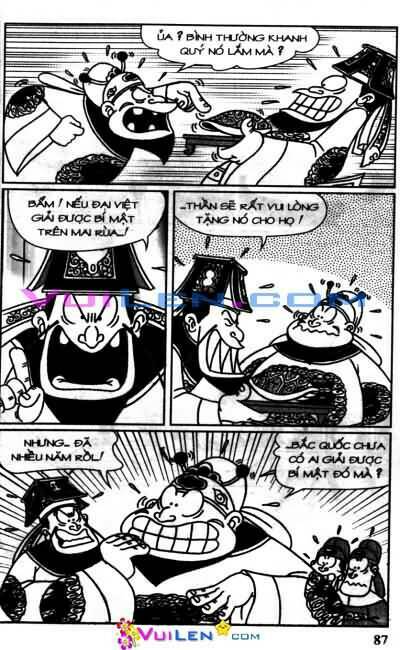 ỦA ? BÌNH THƯỜNG KHANH
QUÝ NÓ LẮM MÀ ?
BẨM ! NẾU ĐẠI VIỆT
GIẢI ĐƯỢC BÍ MẬT
TRÊN MAI RÙA...!
...THẦN SẼ RẤT VUI LÒNG
TẶNG NÓ CHO HỌ !
VUILEN.COM
NHƯNG... ĐÃ
NHIỀU NĂM RỒI...!
...BẮC QUỐC CHƯA
CÓ AI GIẢI ĐƯỢC
BÍ MẬT ĐÓ MÀ ?
VUILEN.COM
87